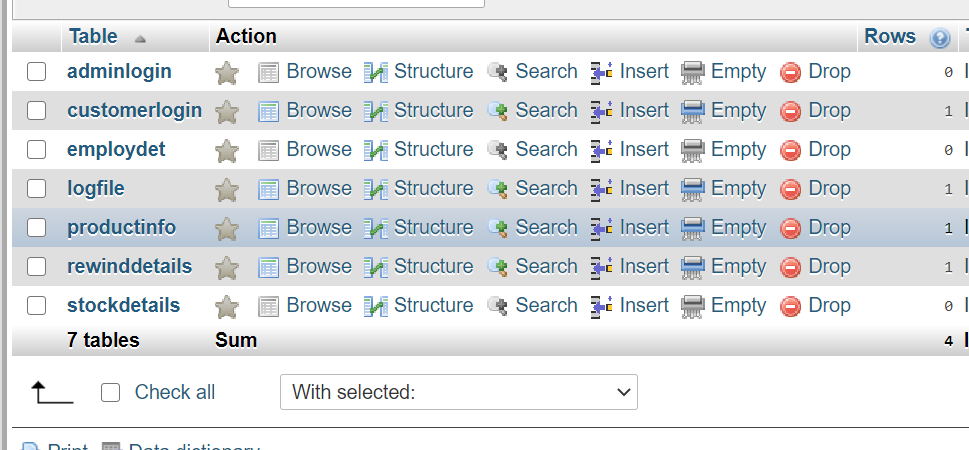 Table Action Rows
adminlogin Browse Structure Search Insert Empty Drop 0
customerlogin Browse Structure Search Insert Empty Drop 1
employdet Browse Structure Search Insert Empty Drop 0
logfile Browse Structure Search Insert Empty Drop 1
productinfo Browse Structure Search Insert Empty Drop 1
rewinddetails Browse Structure Search Insert Empty Drop 1
stockdetails Browse Structure Search Insert Empty Drop 0
7 tables Sum 4
Check all With selected:
Print Data dictionary